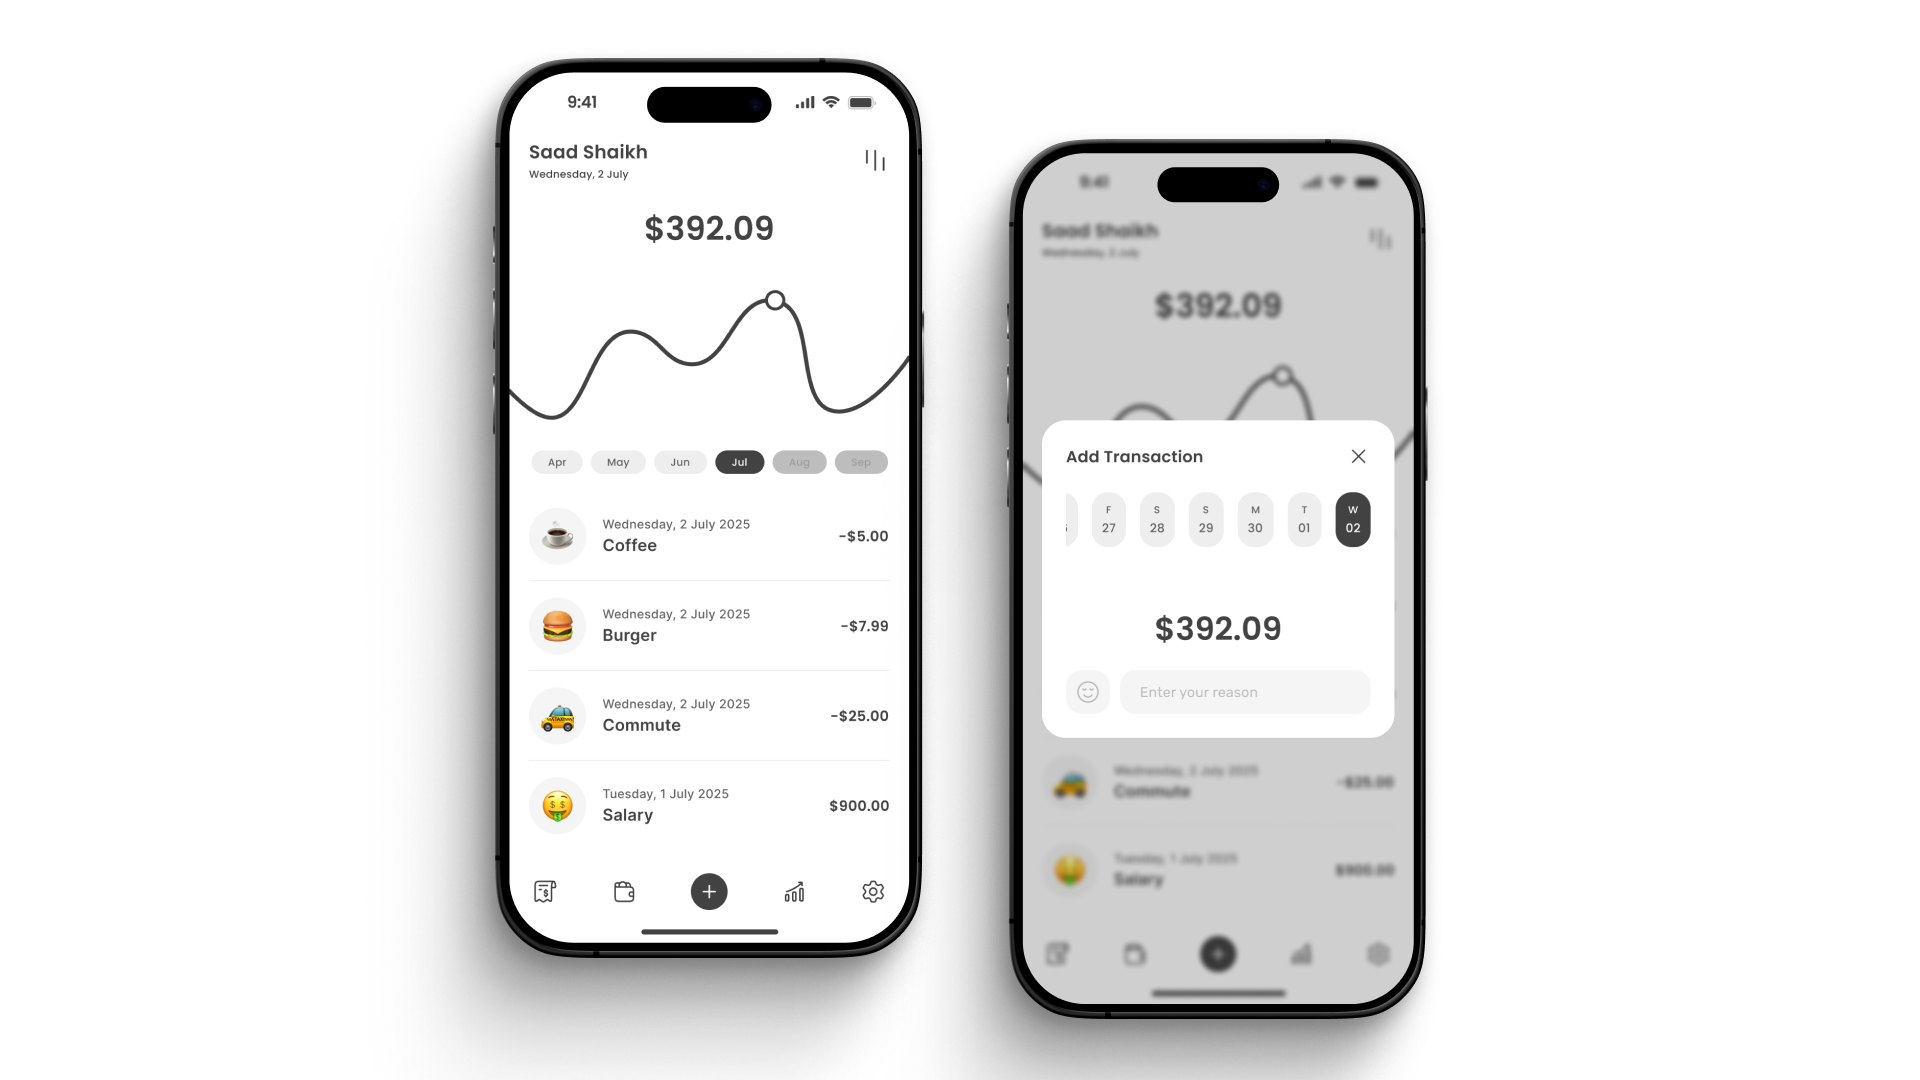 9:41
Saad Shaikh
Wednesday, 2 July
$392.09
Apr May Jun Jul Aug Sep
Wednesday, 2 July 2025
Coffee
-$5.00
Wednesday, 2 July 2025
Burger
-$7.99
Wednesday, 2 July 2025
Commute
-$25.00
Tuesday, 1 July 2025
Salary
$900.00
9:41
Saad Shaikh
Wednesday, 2 July
$392.09
Add Transaction
F S S M T W
27 28 29 30 01 02
$392.09
Enter your reason
Wednesday, 2 July 2025
Commute
-$25.00
Tuesday, 1 July 2025
Salary
$900.00